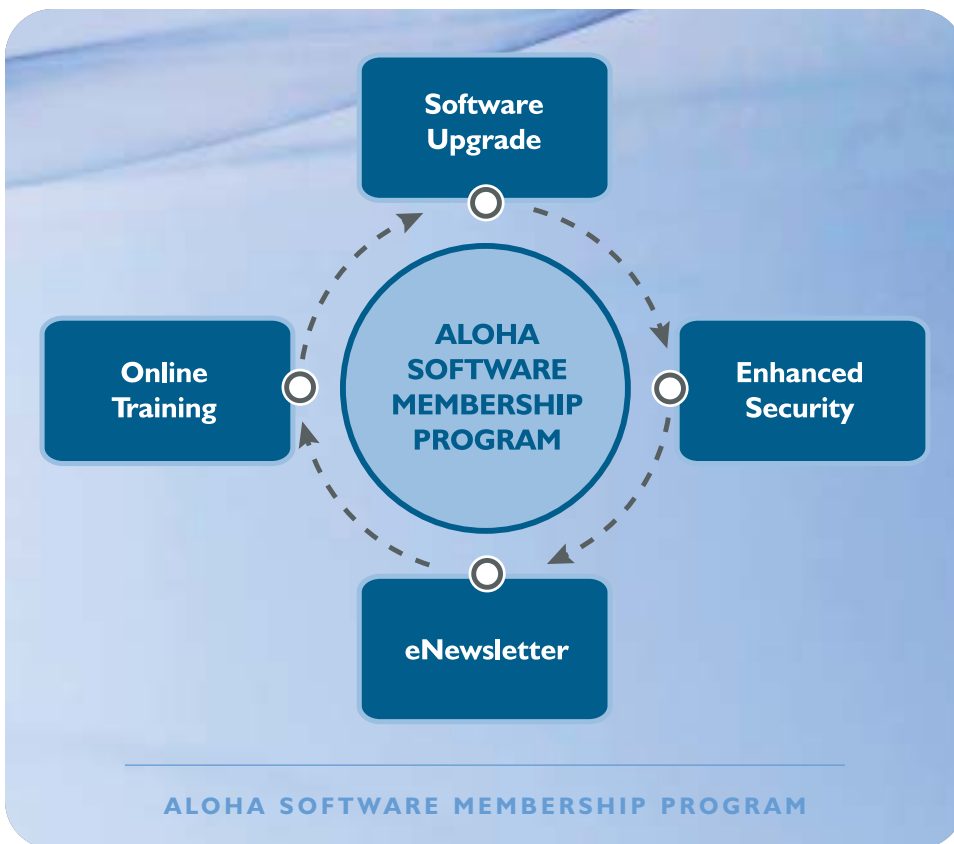 Software
Upgrade
Online
Training
ALOHA
SOFTWARE
MEMBERSHIP
PROGRAM
Enhanced
Security
eNewsletter
ALOHA SOFTWARE MEMBERSHIP PROGRAM